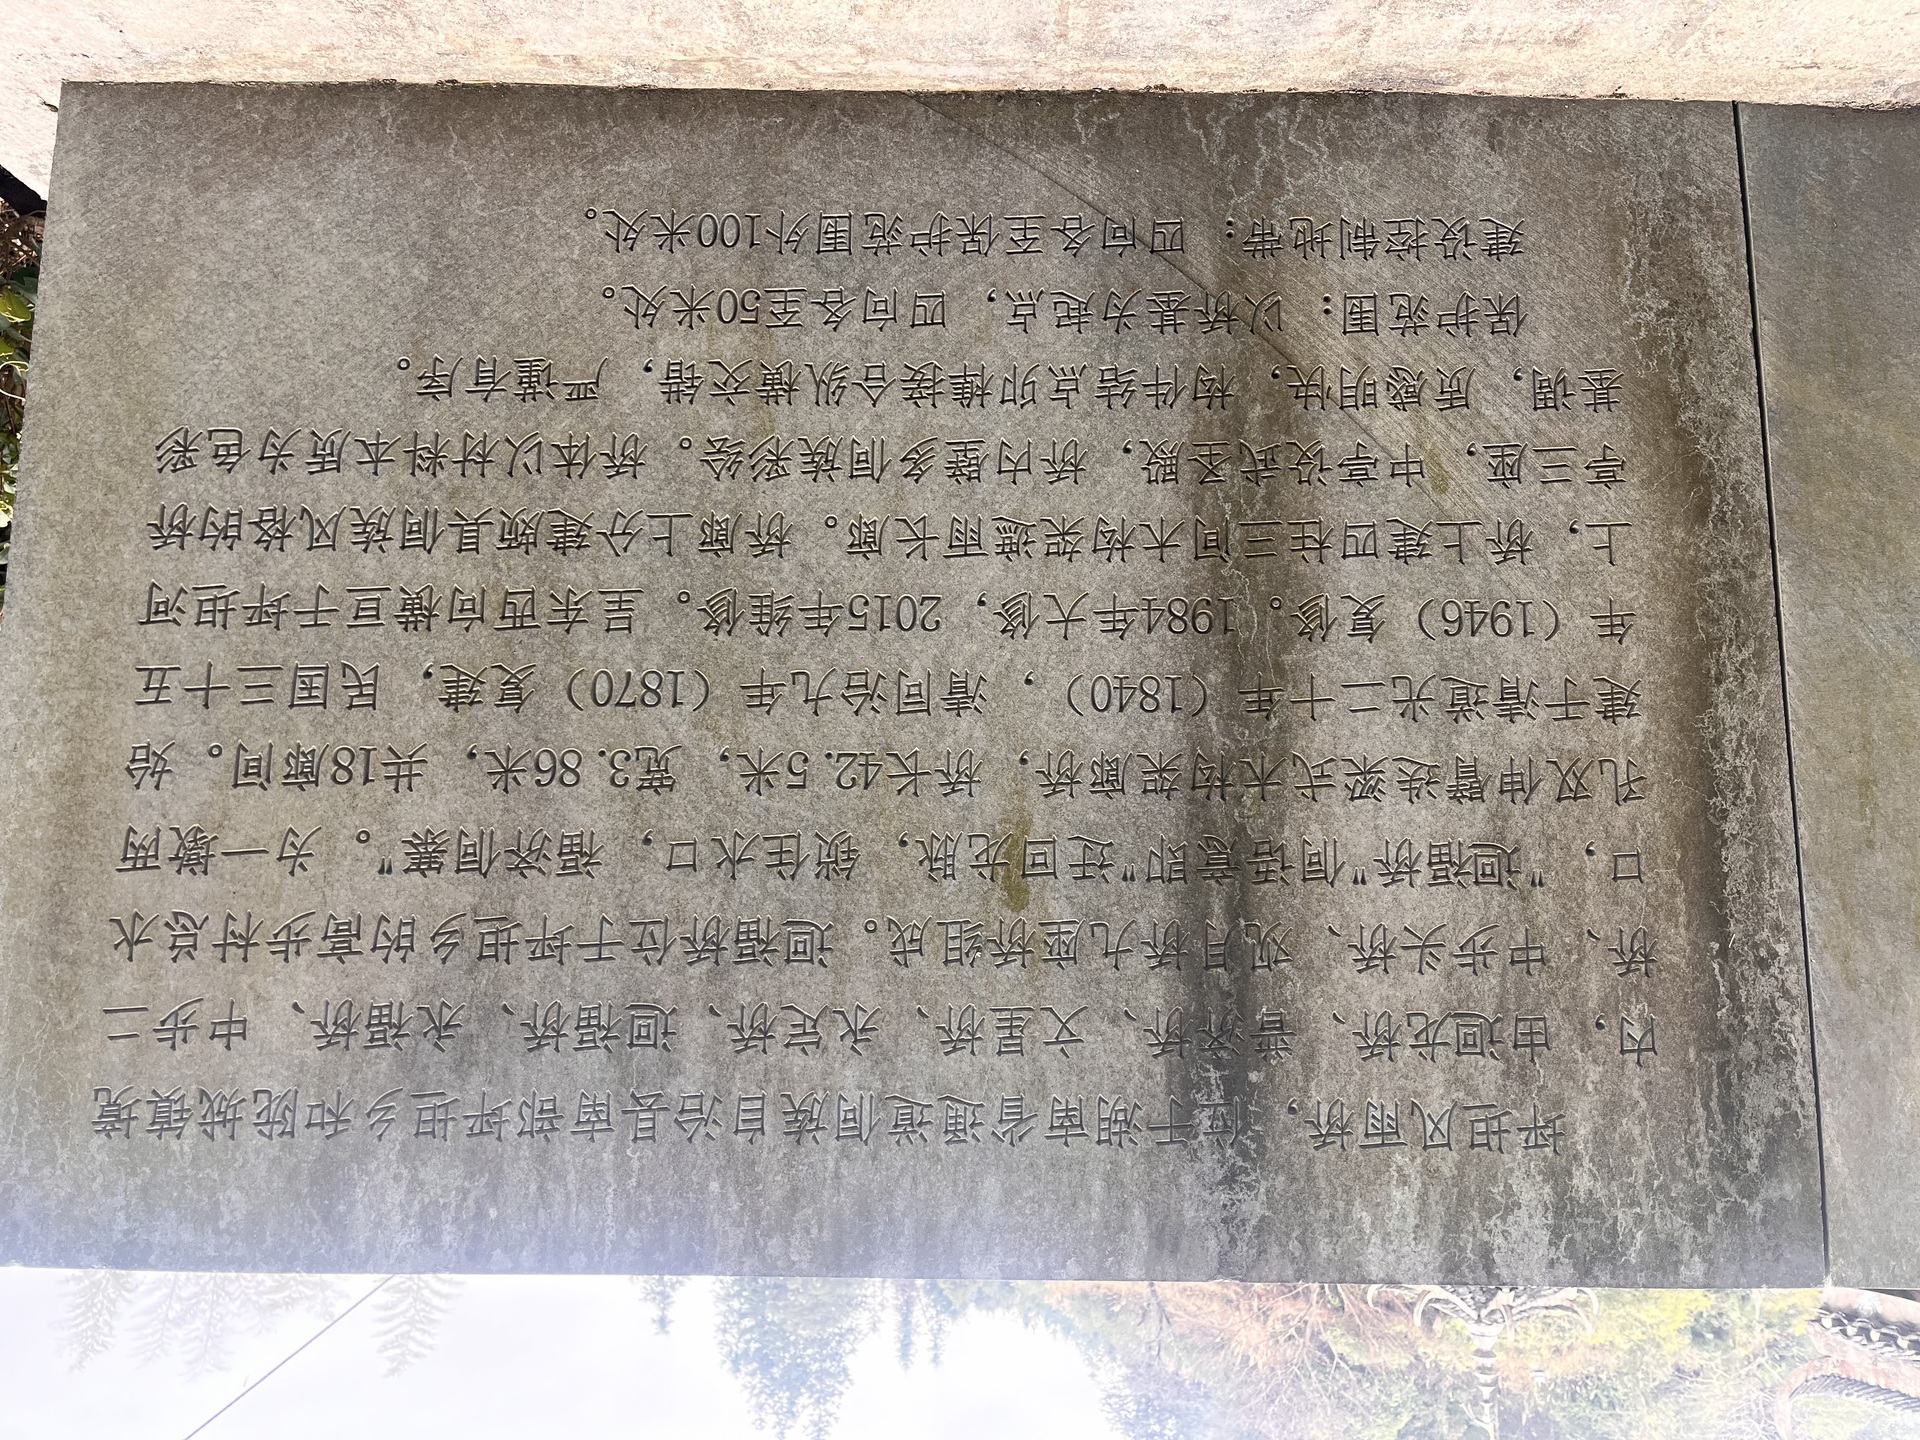 坪坦风雨桥，位于湖南省通道侗族自治县南部坪坦乡和陇城镇境
内，由迴龙桥、普济桥、文星桥、永定桥、迴福桥、永福桥、中步二
桥、中步头桥、观月桥九座桥组成。迴福桥位于坪坦乡的高步村总水
口，"迴福桥"侗语意即"迂回龙脉，锁住水口，福济侗寨"。为一墩两
孔双伸臂迭梁式木构架廊桥，桥长42.5米，宽3.86米，共18廊间。始
建于清道光二十年（1840），清同治九年（1870）复建，民国三十五
年（1946）复修。1984年大修，2015年维修。呈东西向横亘于坪坦河
上，桥上建四柱三间木构架遮雨长廊。桥廊上分建颇具侗族风格的桥
亭三座，中亭设武圣殿，桥内壁多侗族彩绘。桥体以材料本质为色彩
基调，质感明快，构件结点卯榫接合纵横交错，严谨有序。
保护范围：以桥基为起点，四向各至50米处。
建设控制地带：四向各至保护范围外100米处。